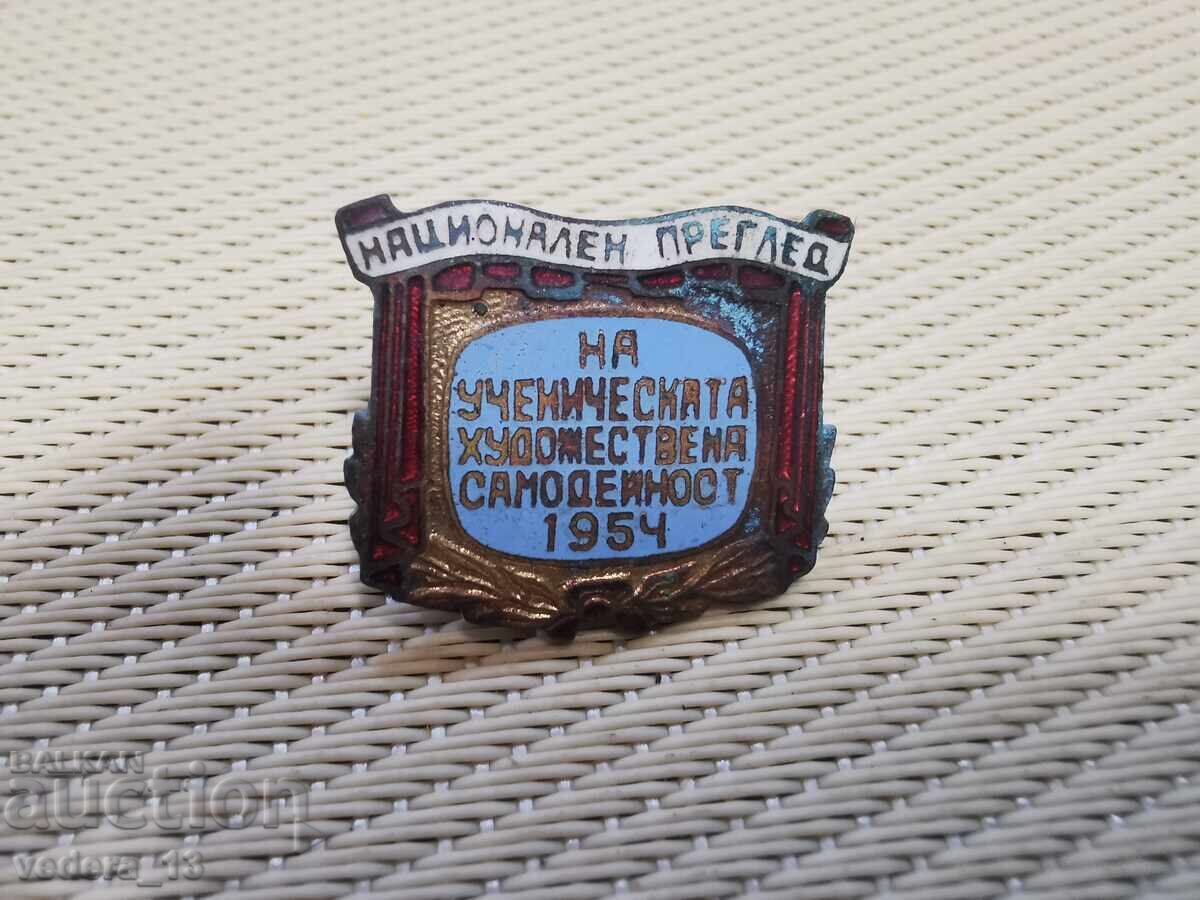 НАЦИОНАЛЕН ПРЕГЛЕД
НА
УЧЕНИЧЕСКАТА
ХУДОЖЕСТВЕНА
САМОДЕЙНОСТ
1954
BALKAN
auction
vedera_13